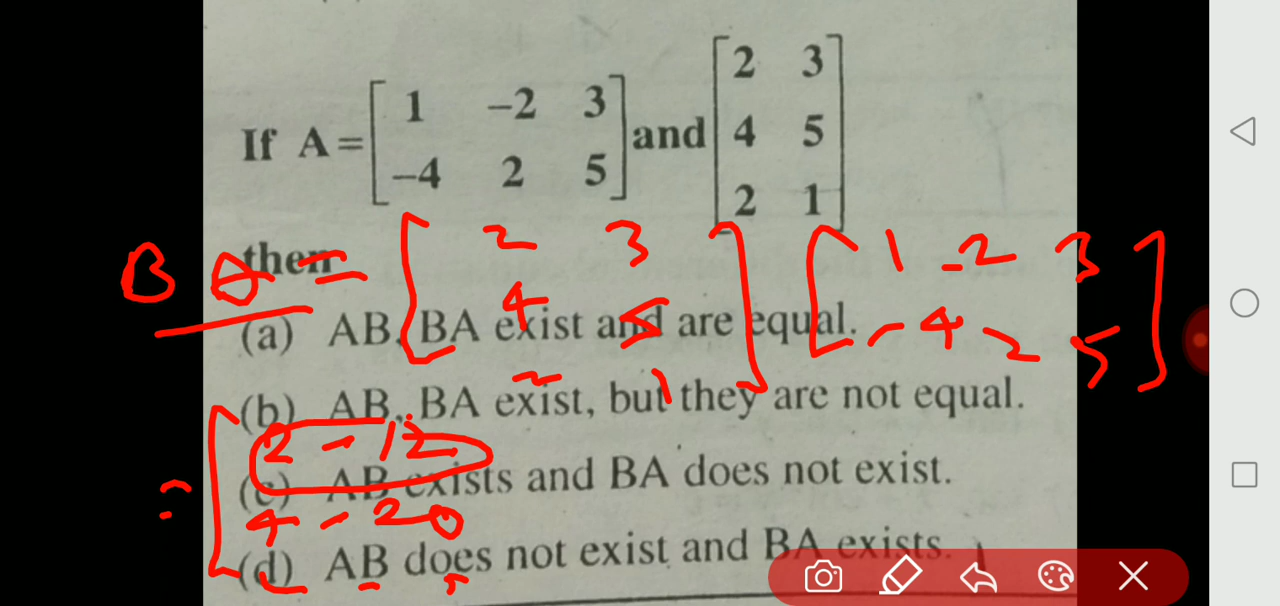 If A = [ 1 -2 3 ] and [ 2 3 ]
[ -4 2 5 ] [ 4 5 ]
[ 2 1 ]
then
B A = [ 2 3 ] [ 1 -2 3 ]
[ 4 5 ] [ -4 2 5 ]
[ 2 1 ]
(a) AB, BA exist and are equal.
(b) AB, BA exist, but they are not equal.
(c) AB exists and BA does not exist.
(d) AB does not exist and BA exists.
= [ 2 - 12
4 - 20